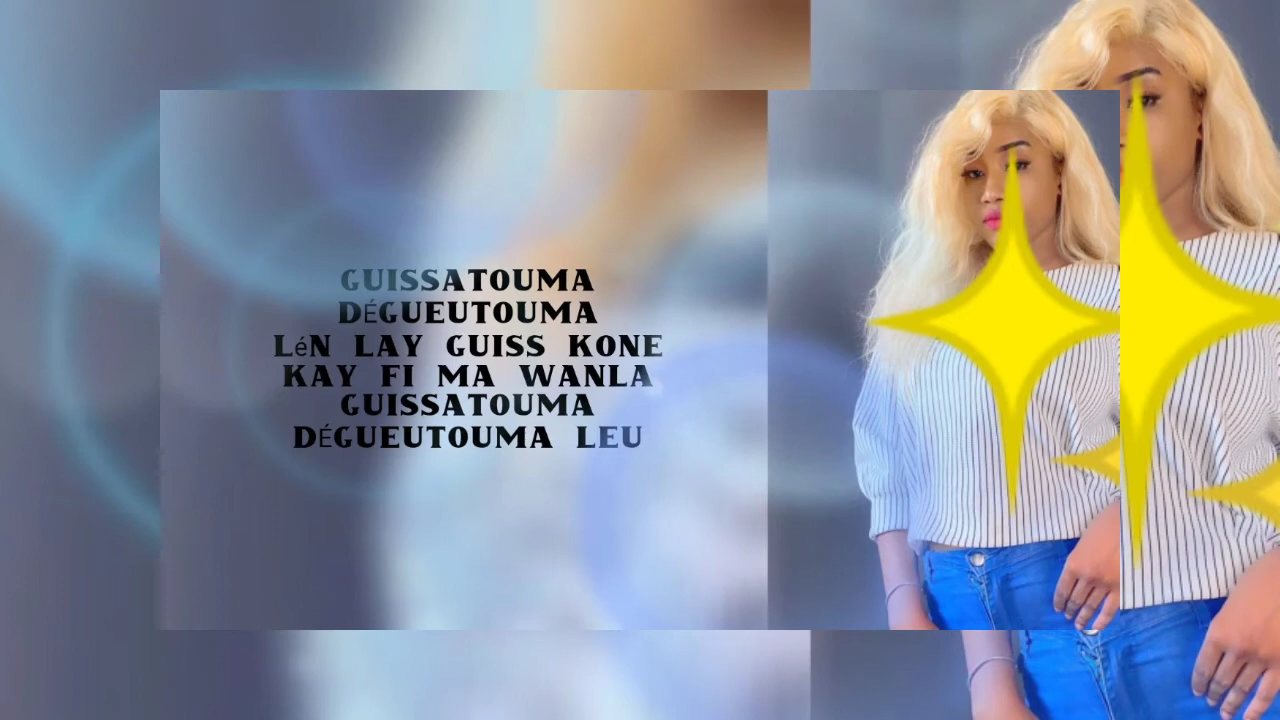 GUISSATOUMA
DÉGUEUTOUMA
LéN LAY GUISS KONE
KAY FI MA WANLA
GUISSATOUMA
DÉGUEUTOUMA LEU